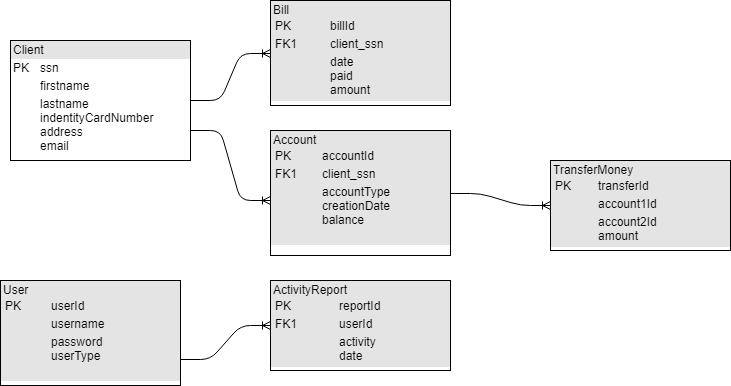 Client
PK ssn
firstname
lastname
indentityCardNumber
address
email
Bill
PK billId
FK1 client_ssn
date
paid
amount
Account
PK accountId
FK1 client_ssn
accountType
creationDate
balance
TransferMoney
PK transferId
account1Id
account2Id
amount
User
PK userId
username
password
userType
ActivityReport
PK reportId
FK1 userId
activity
date